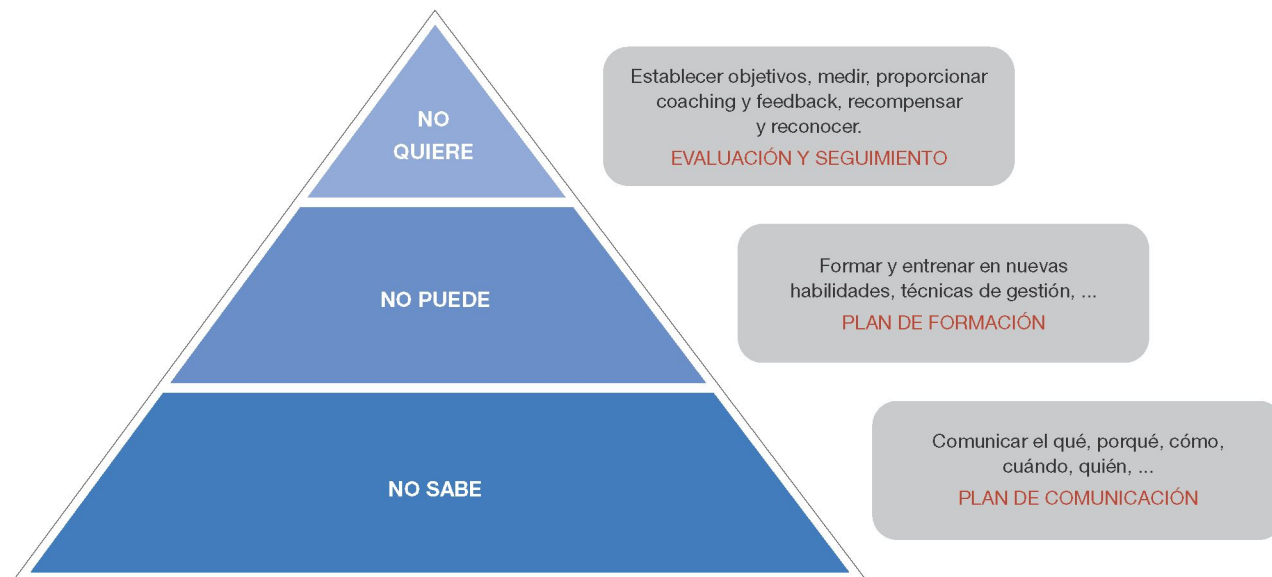 NO
QUIERE
Establecer objetivos, medir, proporcionar
coaching y feedback, recompensar
y reconocer.
EVALUACIÓN Y SEGUIMIENTO
NO PUEDE
Formar y entrenar en nuevas
habilidades, técnicas de gestión, ...
PLAN DE FORMACIÓN
NO SABE
Comunicar el qué, porqué, cómo,
cuándo, quién, ...
PLAN DE COMUNICACIÓN